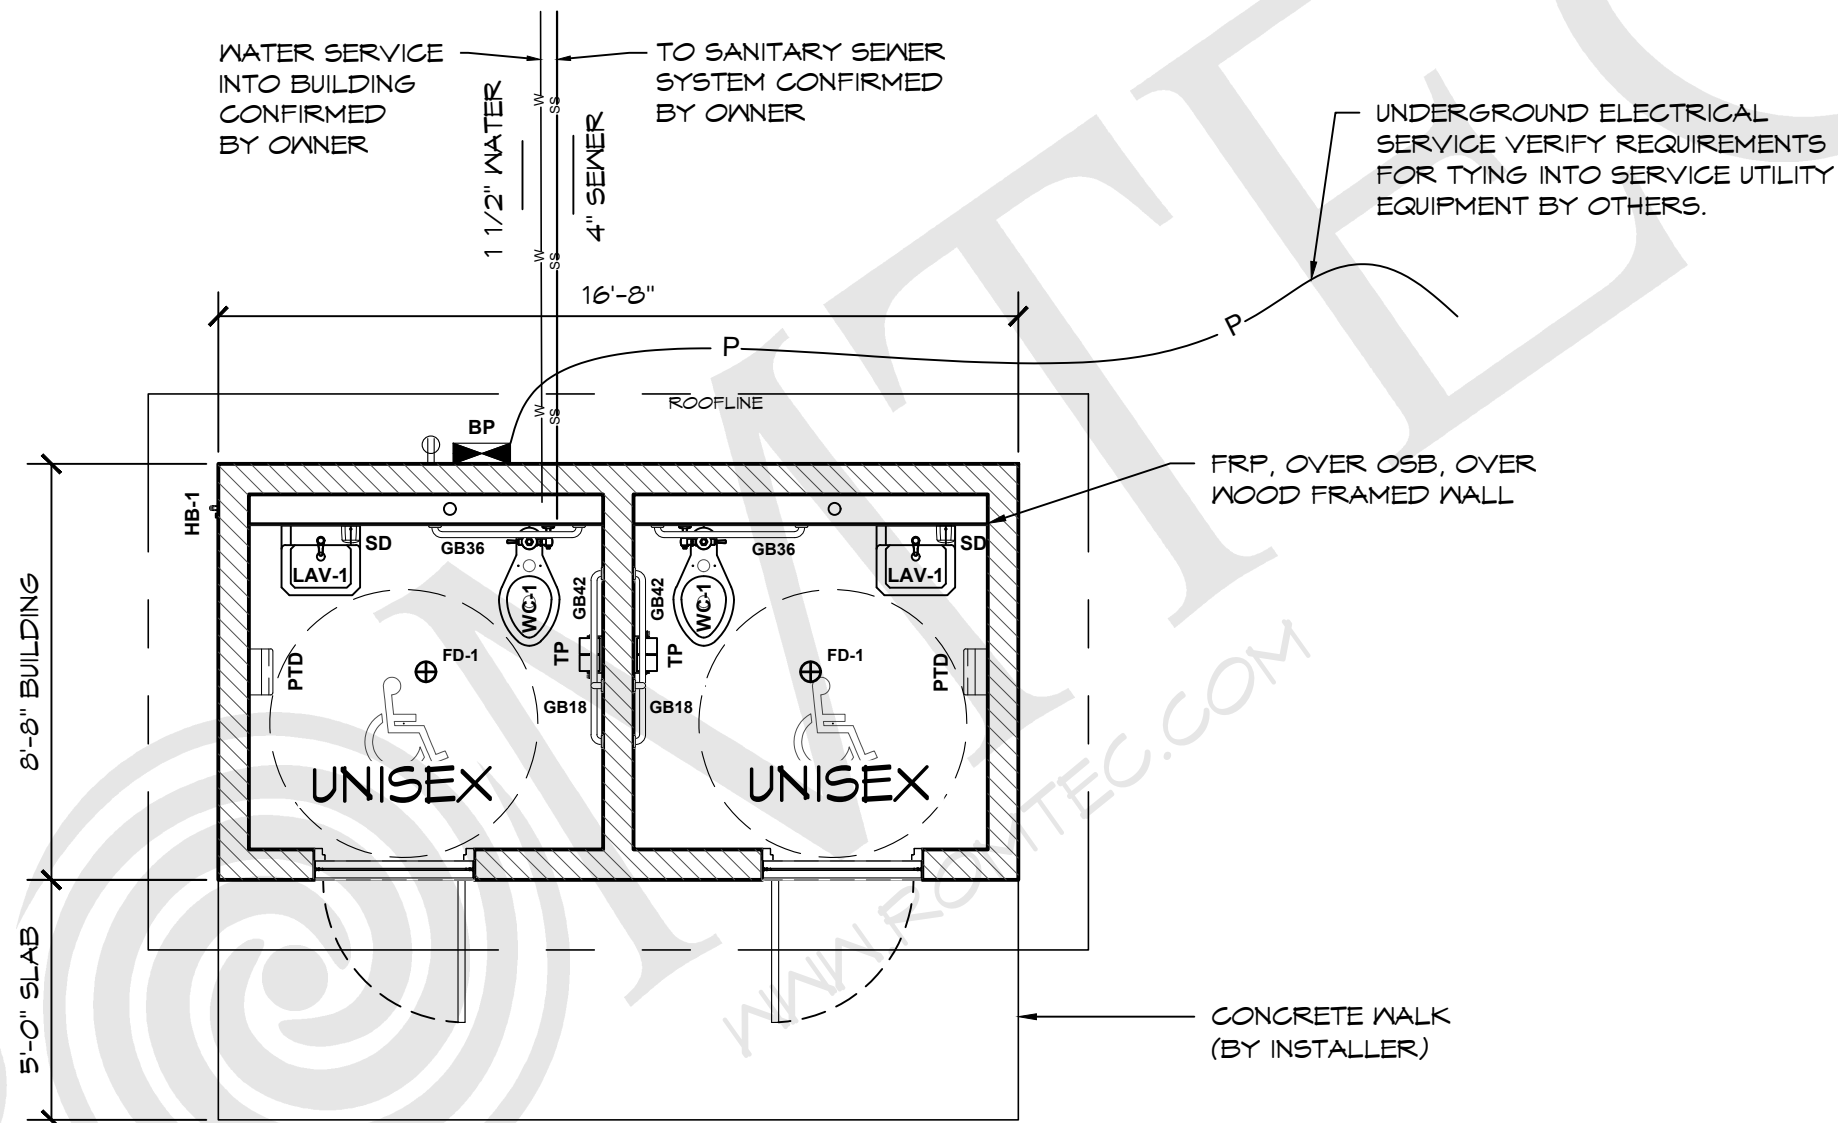 WATER SERVICE
INTO BUILDING
CONFIRMED
BY OWNER
TO SANITARY SEWER
SYSTEM CONFIRMED
BY OWNER
1 1/2" WATER
4" SEWER
W
SS
W
SS
W
SS
UNDERGROUND ELECTRICAL
SERVICE VERIFY REQUIREMENTS
FOR TYING INTO SERVICE UTILITY
EQUIPMENT BY OTHERS.
16'-8"
P
P
ROOFLINE
BP
HB-1
FRP, OVER OSB, OVER
WOOD FRAMED WALL
SD
GB36
LAV-1
WC-1
GB42
TP
FD-1
PTD
GB18
UNISEX
GB36
SD
LAV-1
WC-1
GB42
TP
FD-1
PTD
GB18
UNISEX
8'-8" BUILDING
5'-0" SLAB
CONCRETE WALK
(BY INSTALLER)
WWW.ROMTEC.COM